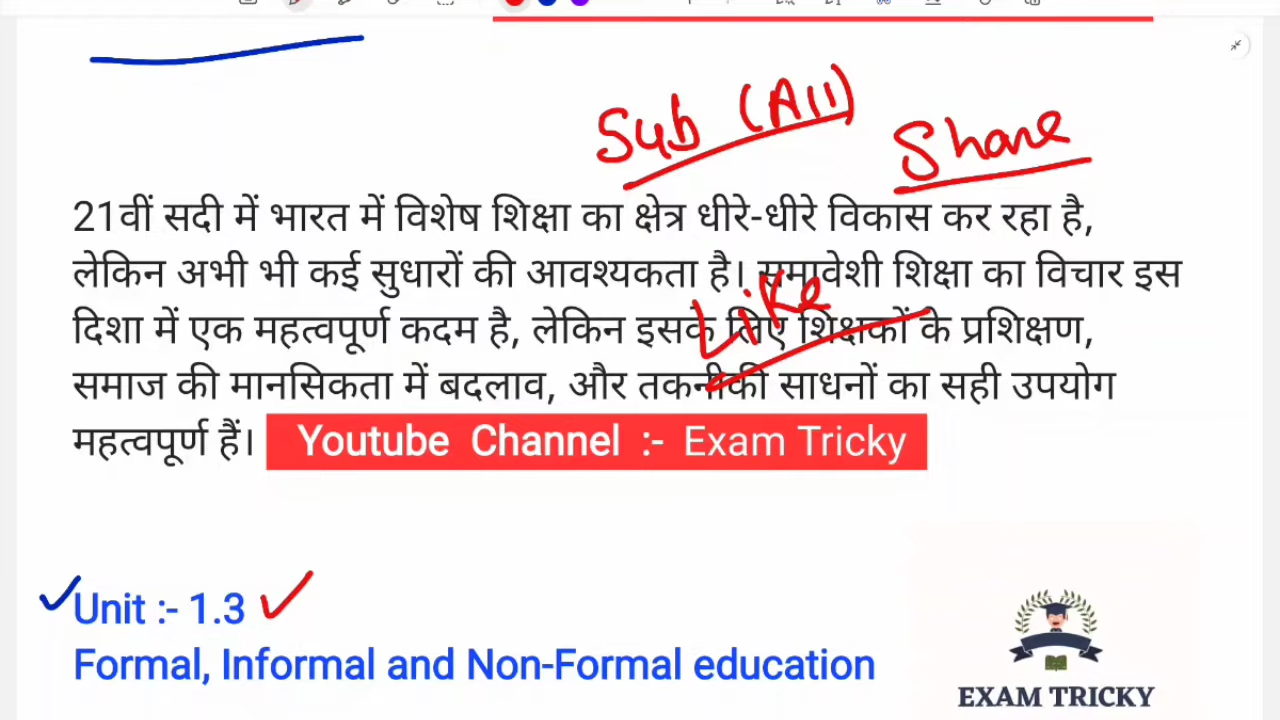 Sub (All)
Share
21वीं सदी में भारत में विशेष शिक्षा का क्षेत्र धीरे-धीरे विकास कर रहा है,
लेकिन अभी भी कई सुधारों की आवश्यकता है। समावेशी शिक्षा का विचार इस
Like
दिशा में एक महत्वपूर्ण कदम है, लेकिन इसके लिए शिक्षकों के प्रशिक्षण,
समाज की मानसिकता में बदलाव, और तकनीकी साधनों का सही उपयोग
महत्वपूर्ण हैं। Youtube Channel :- Exam Tricky
Unit :- 1.3
Formal, Informal and Non-Formal education
EXAM TRICKY